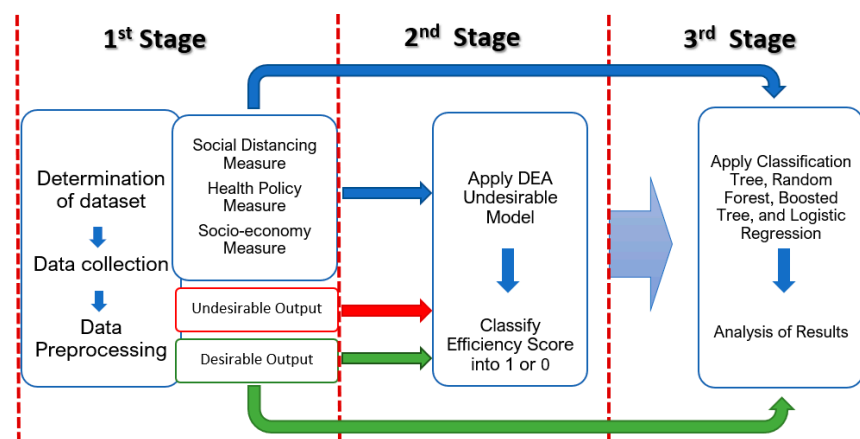 1st Stage
2nd Stage
3rd Stage
Determination
of dataset
Data collection
Data
Preprocessing
Social Distancing
Measure
Health Policy
Measure
Socio-economy
Measure
Undesirable Output
Desirable Output
Apply DEA
Undesirable
Model
Classify
Efficiency Score
into 1 or 0
Apply Classification
Tree, Random
Forest, Boosted
Tree, and Logistic
Regression
Analysis of Results